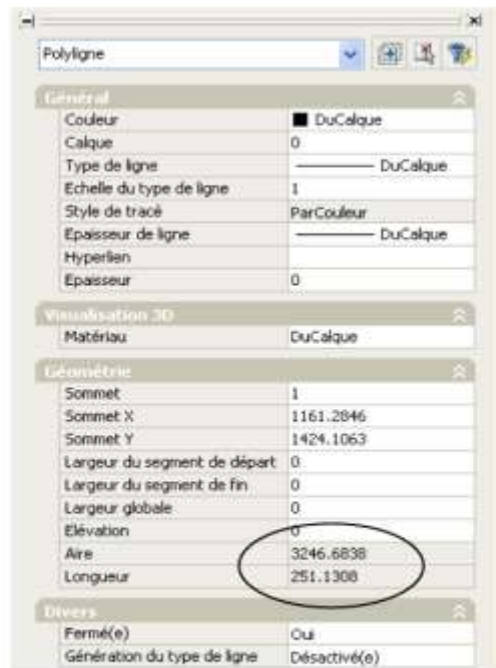 Polyligne
Général
Couleur DuCalque
Calque 0
Type de ligne DuCalque
Echelle du type de ligne 1
Style de tracé ParCouleur
Epaisseur de ligne DuCalque
Hyperlien
Epaisseur 0
Visualisation 3D
Matériau DuCalque
Géométrie
Sommet 1
Sommet X 1161.2846
Sommet Y 1424.1063
Largeur du segment de départ 0
Largeur du segment de fin 0
Largeur globale 0
Elévation 0
Aire 3246.6838
Longueur 251.1308
Divers
Fermé(e) Oui
Génération du type de ligne Désactivé(e)